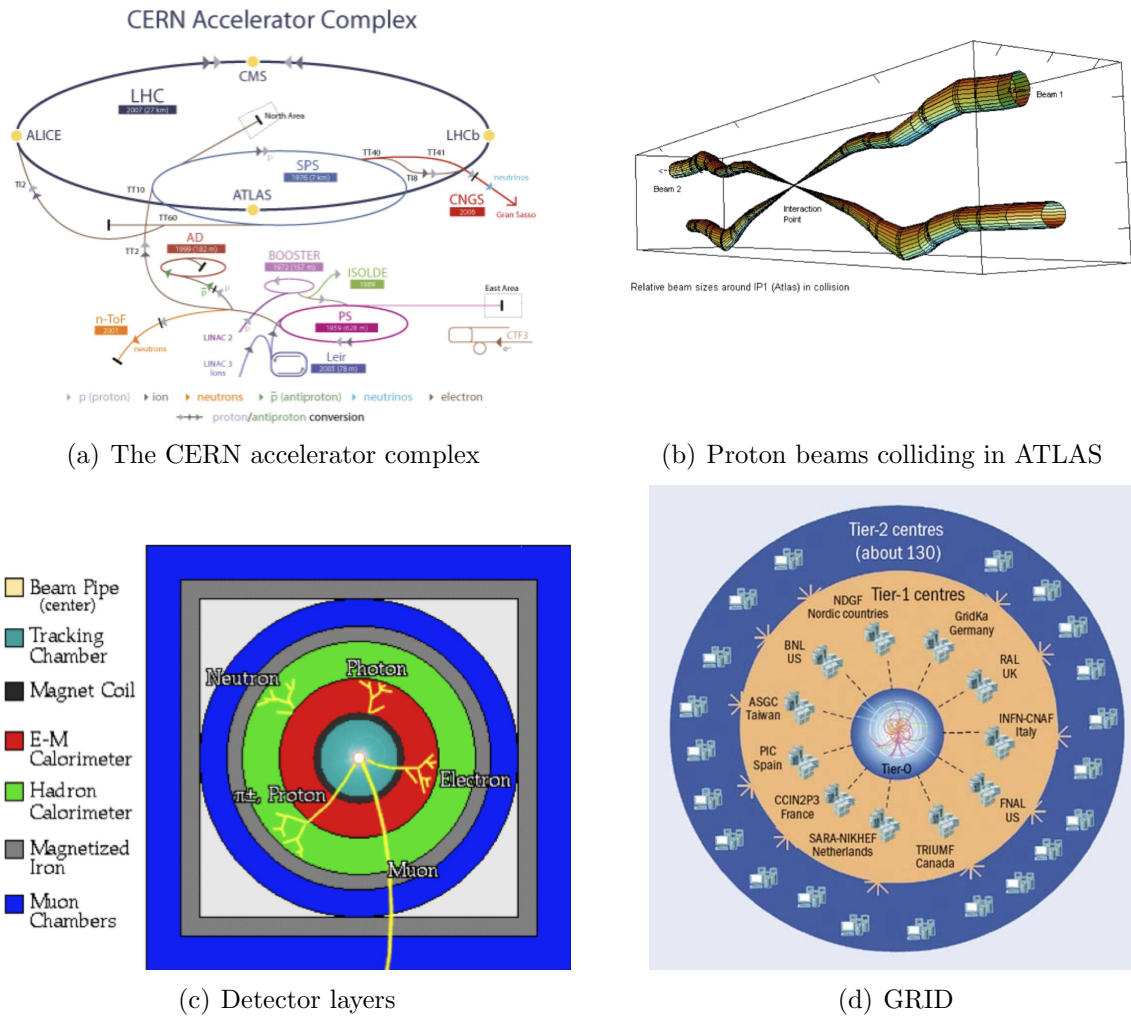 CERN Accelerator Complex
CMS
LHC
2007 (27 km)
North Area
ALICE
LHCb
TT40
TT41
SPS
1976 (7 km)
TI8
TI2
TT10
ATLAS
neutrinos
CNGS
2006
Gran Sasso
TT60
AD
1999 (182 m)
TT2
BOOSTER
1972 (157 m)
ISOLDE
1989
East Area
p
p̄
n-ToF
2001
PS
1959 (628 m)
LINAC 2
CTF3
e-
neutrons
LINAC 3
Ions
Leir
2005 (78 m)
p (proton)
ion
neutrons
p̄ (antiproton)
neutrinos
electron
proton/antiproton conversion
(a) The CERN accelerator complex
Beam 1
Beam 2
Interaction
Point
Relative beam sizes around IP1 (Atlas) in collision
(b) Proton beams colliding in ATLAS
Beam Pipe
(center)
Tracking
Chamber
Magnet Coil
E-M
Calorimeter
Hadron
Calorimeter
Magnetized
Iron
Muon
Chambers
Neutron
Photon
Electron
π±, Proton
Muon
(c) Detector layers
Tier-2 centres
(about 130)
Tier-1 centres
NDGF
Nordic countries
GridKa
Germany
BNL
US
RAL
UK
ASGC
Taiwan
INFN-CNAF
Italy
PIC
Spain
Tier-0
CCIN2P3
France
FNAL
US
SARA-NIKHEF
Netherlands
TRIUMF
Canada
(d) GRID